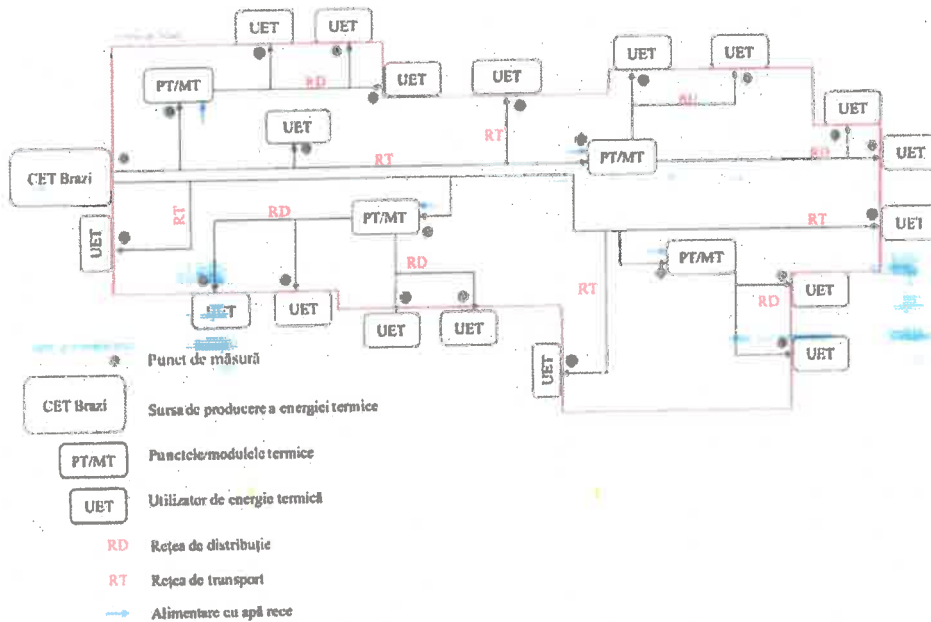 UET
UET
PT/MT
RD
UET
UET
UET
UET
UET
UET
UET
RT
RT
PT/MT
RD
UET
CET Brazi
RT
UET
RD
PT/MT
RT
UET
PT/MT
RD
RT
RD
UET
UET
UET
UET
UET
UET
UET
Punct de măsură
CET Brazi
Sursa de producere a energiei termice
PT/MT
Punctele/modulele termice
UET
Utilizator de energie termică
RD
Rețea de distribuție
RT
Rețea de transport
Alimentare cu apă rece